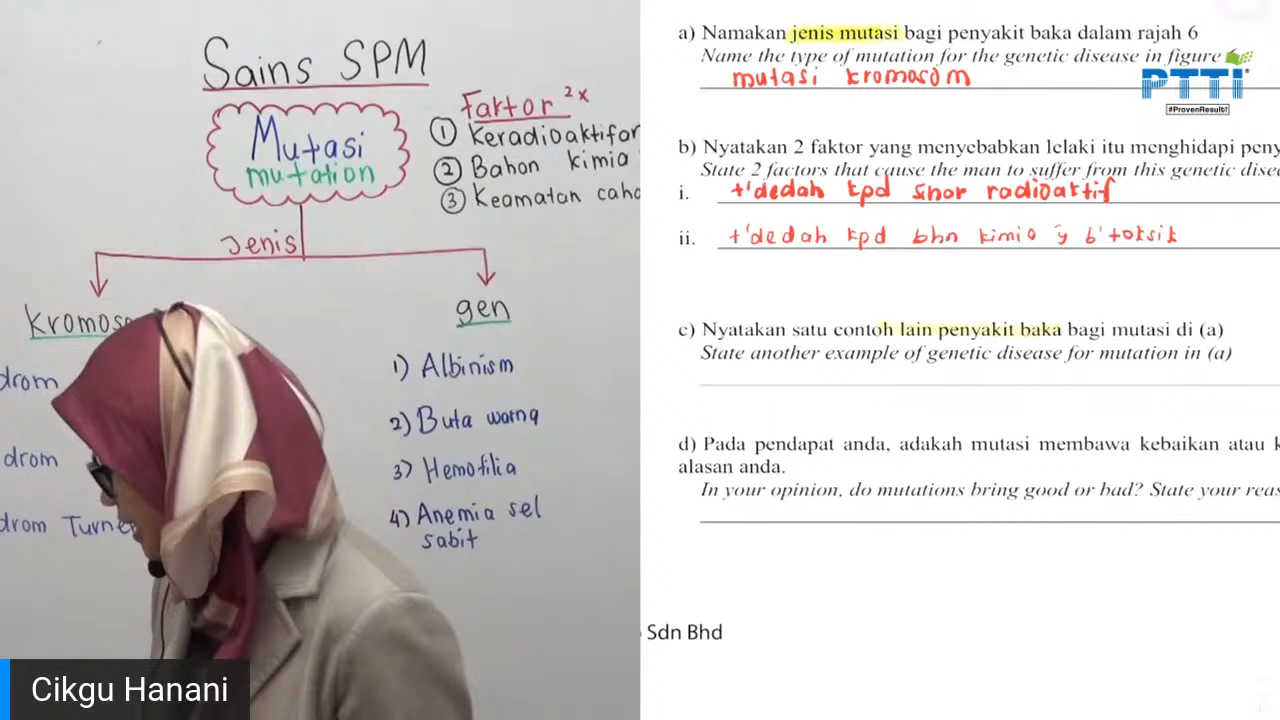 Sains SPM
Mutasi
mutation
Faktor 2x
① Keradioaktifan
② Bahan kimia
③ Keamatan caha
Jenis
kromoso
gen
drom
drom
drom Turne
1) Albinism
2) Buta warna
3) Hemofilia
4) Anemia sel
sabit
Cikgu Hanani
a) Namakan jenis mutasi bagi penyakit baka dalam rajah 6
Name the type of mutation for the genetic disease in figure 6
mutasi kromosom
PTTI
#ProvenResult!
b) Nyatakan 2 faktor yang menyebabkan lelaki itu menghidapi peny
State 2 factors that cause the man to suffer from this genetic dise
i. t'dedah kpd sinar radioaktif
ii. t'dedah kpd bhn kimia y b'toksik
c) Nyatakan satu contoh lain penyakit baka bagi mutasi di (a)
State another example of genetic disease for mutation in (a)
d) Pada pendapat anda, adakah mutasi membawa kebaikan atau k
alasan anda.
In your opinion, do mutations bring good or bad? State your reas
Sdn Bhd